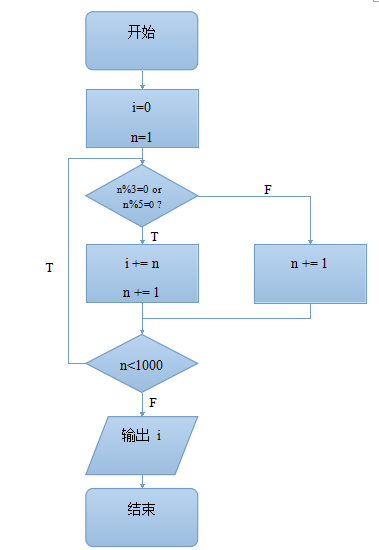 开始
i=0
n=1
n%3=0 or
n%5=0 ?
F
T
i += n
n += 1
n += 1
T
n<1000
F
输出 i
结束